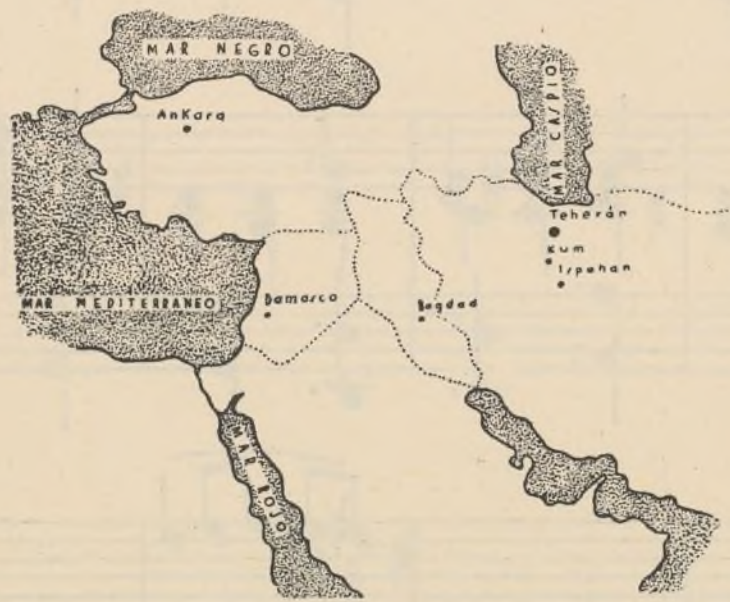 MAR NEGRO
Ankara
MAR CASPIO
Teherán
Kum
Ispahan
MAR MEDITERRANEO
Damasco
Bagdad
MAR ROJO